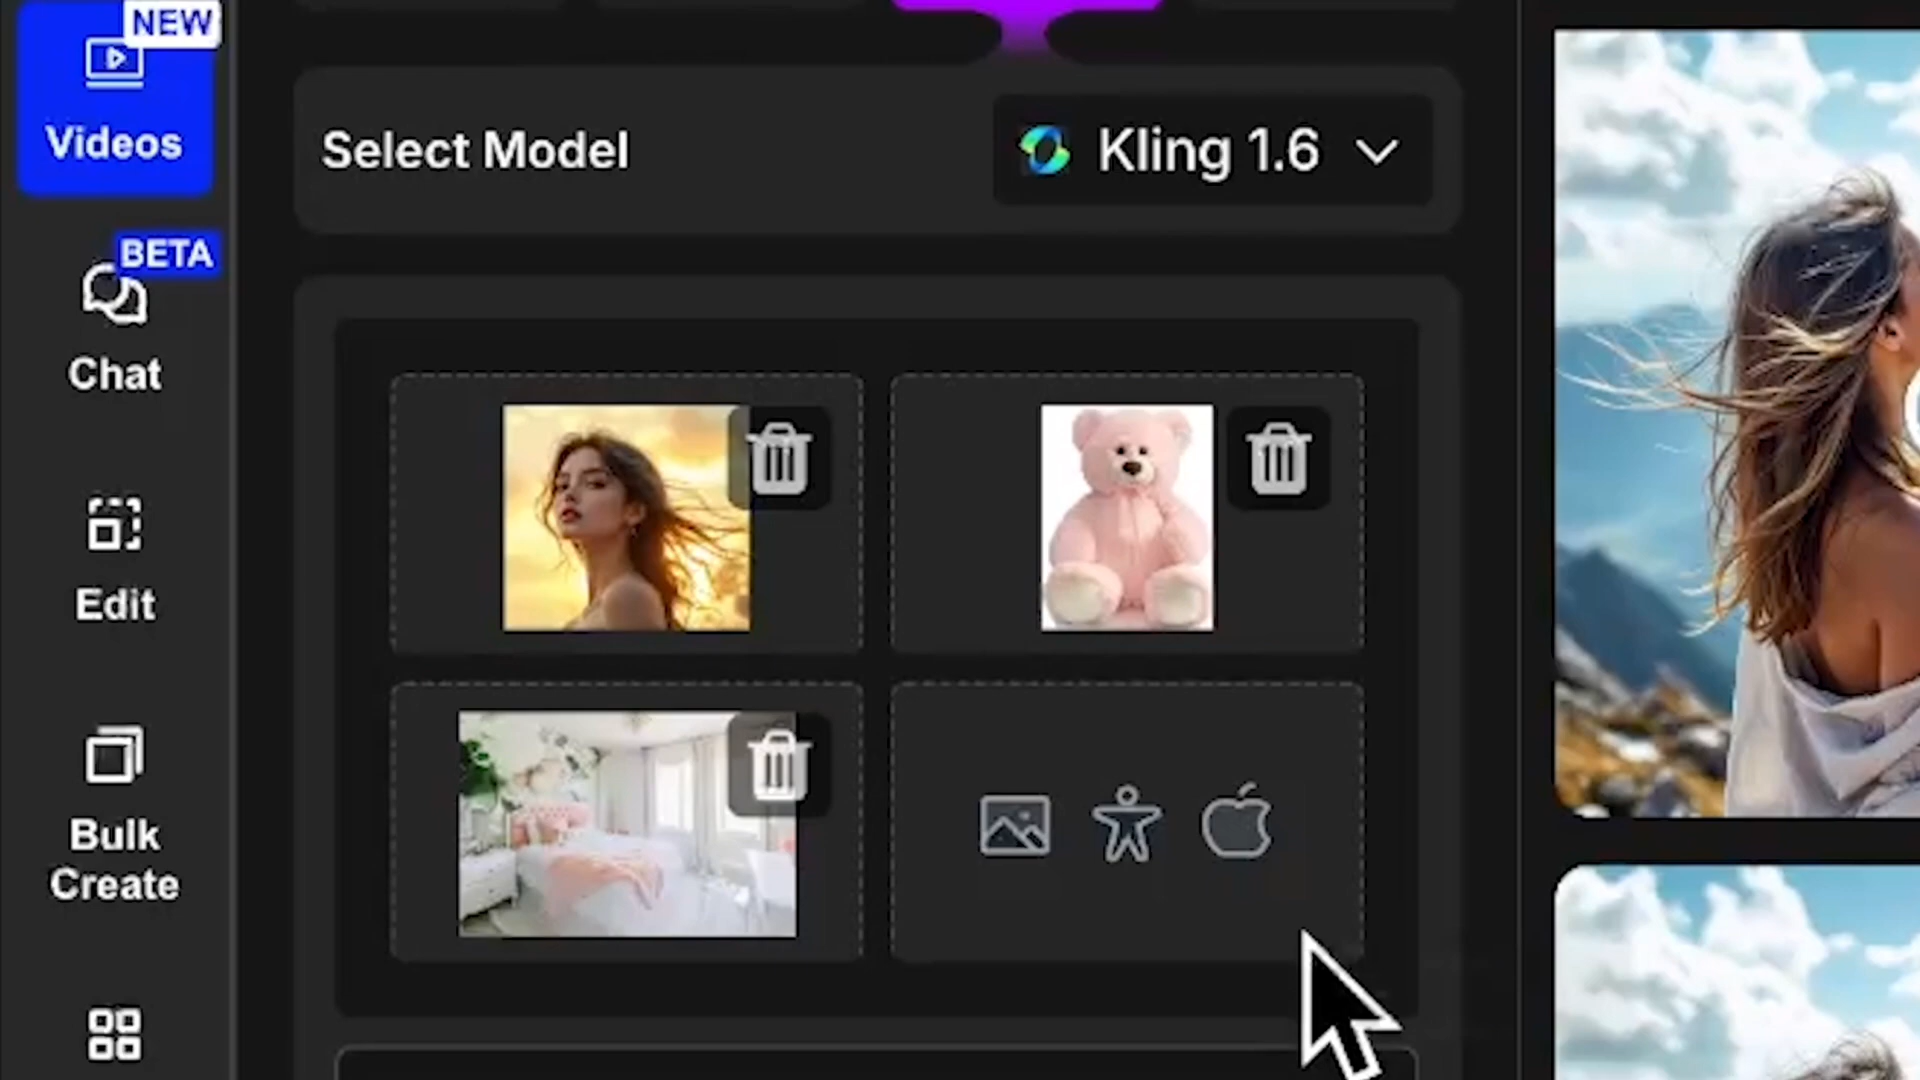 NEW
Videos
BETA
Chat
Edit
Bulk
Create
Select Model
Kling 1.6